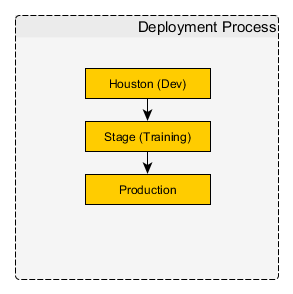 Deployment Process
Houston (Dev)
Stage (Training)
Production